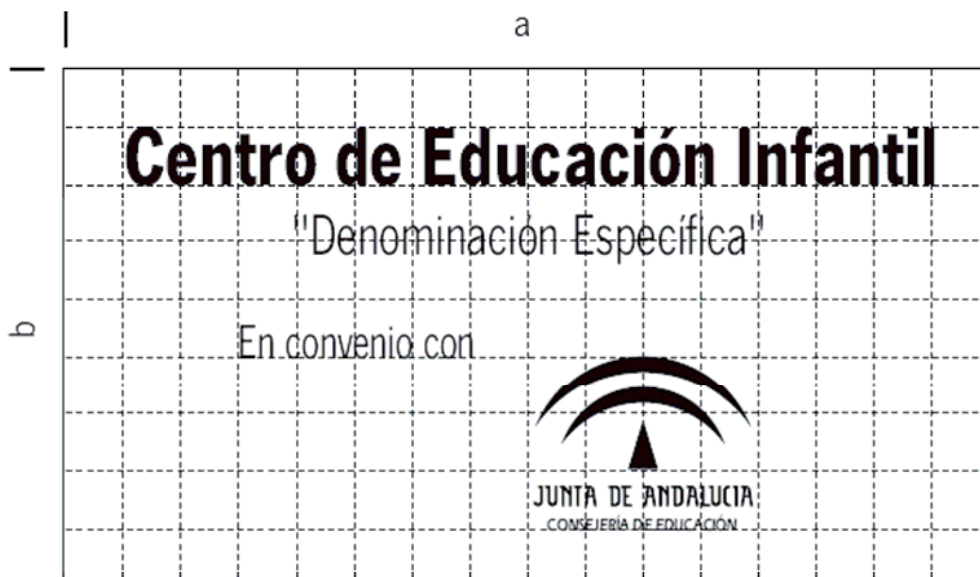 a
b
Centro de Educación Infantil
"Denominación Específica"
En convenio con
JUNTA DE ANDALUCIA
CONSEJERÍA DE EDUCACIÓN